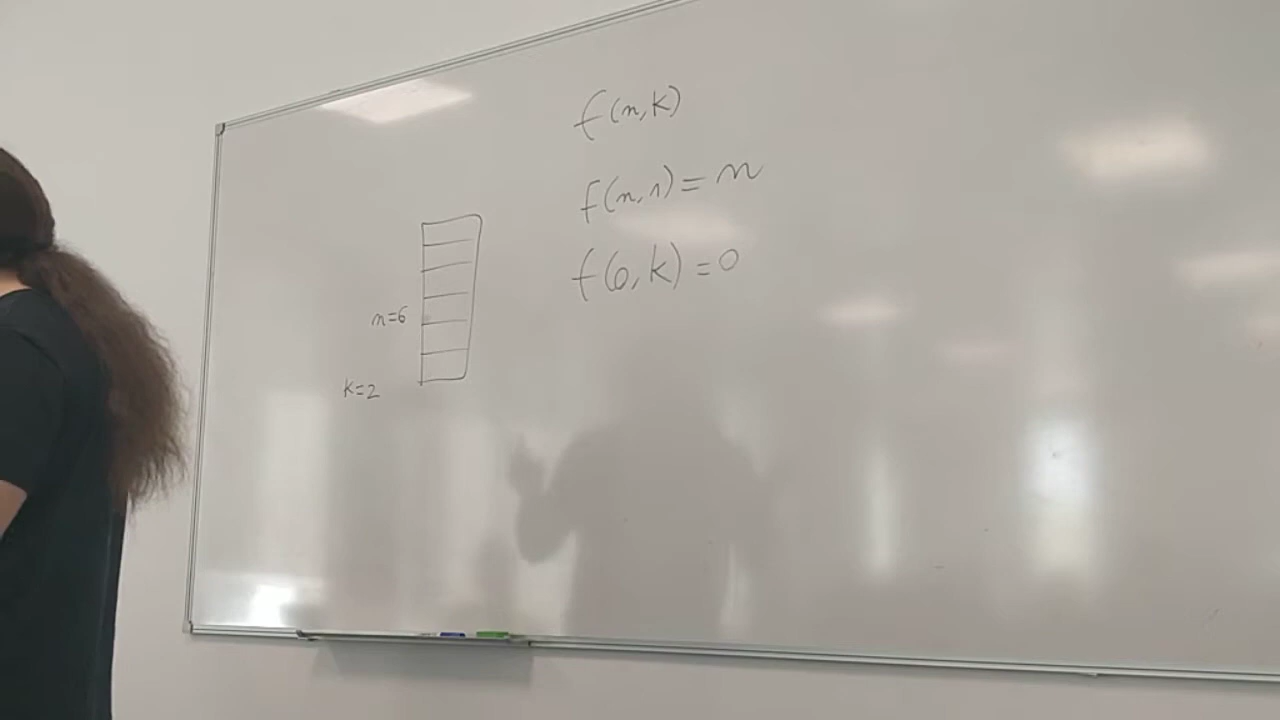 f(n,k)
f(n,1)=n
f(0,k)=0
n=6
k=2